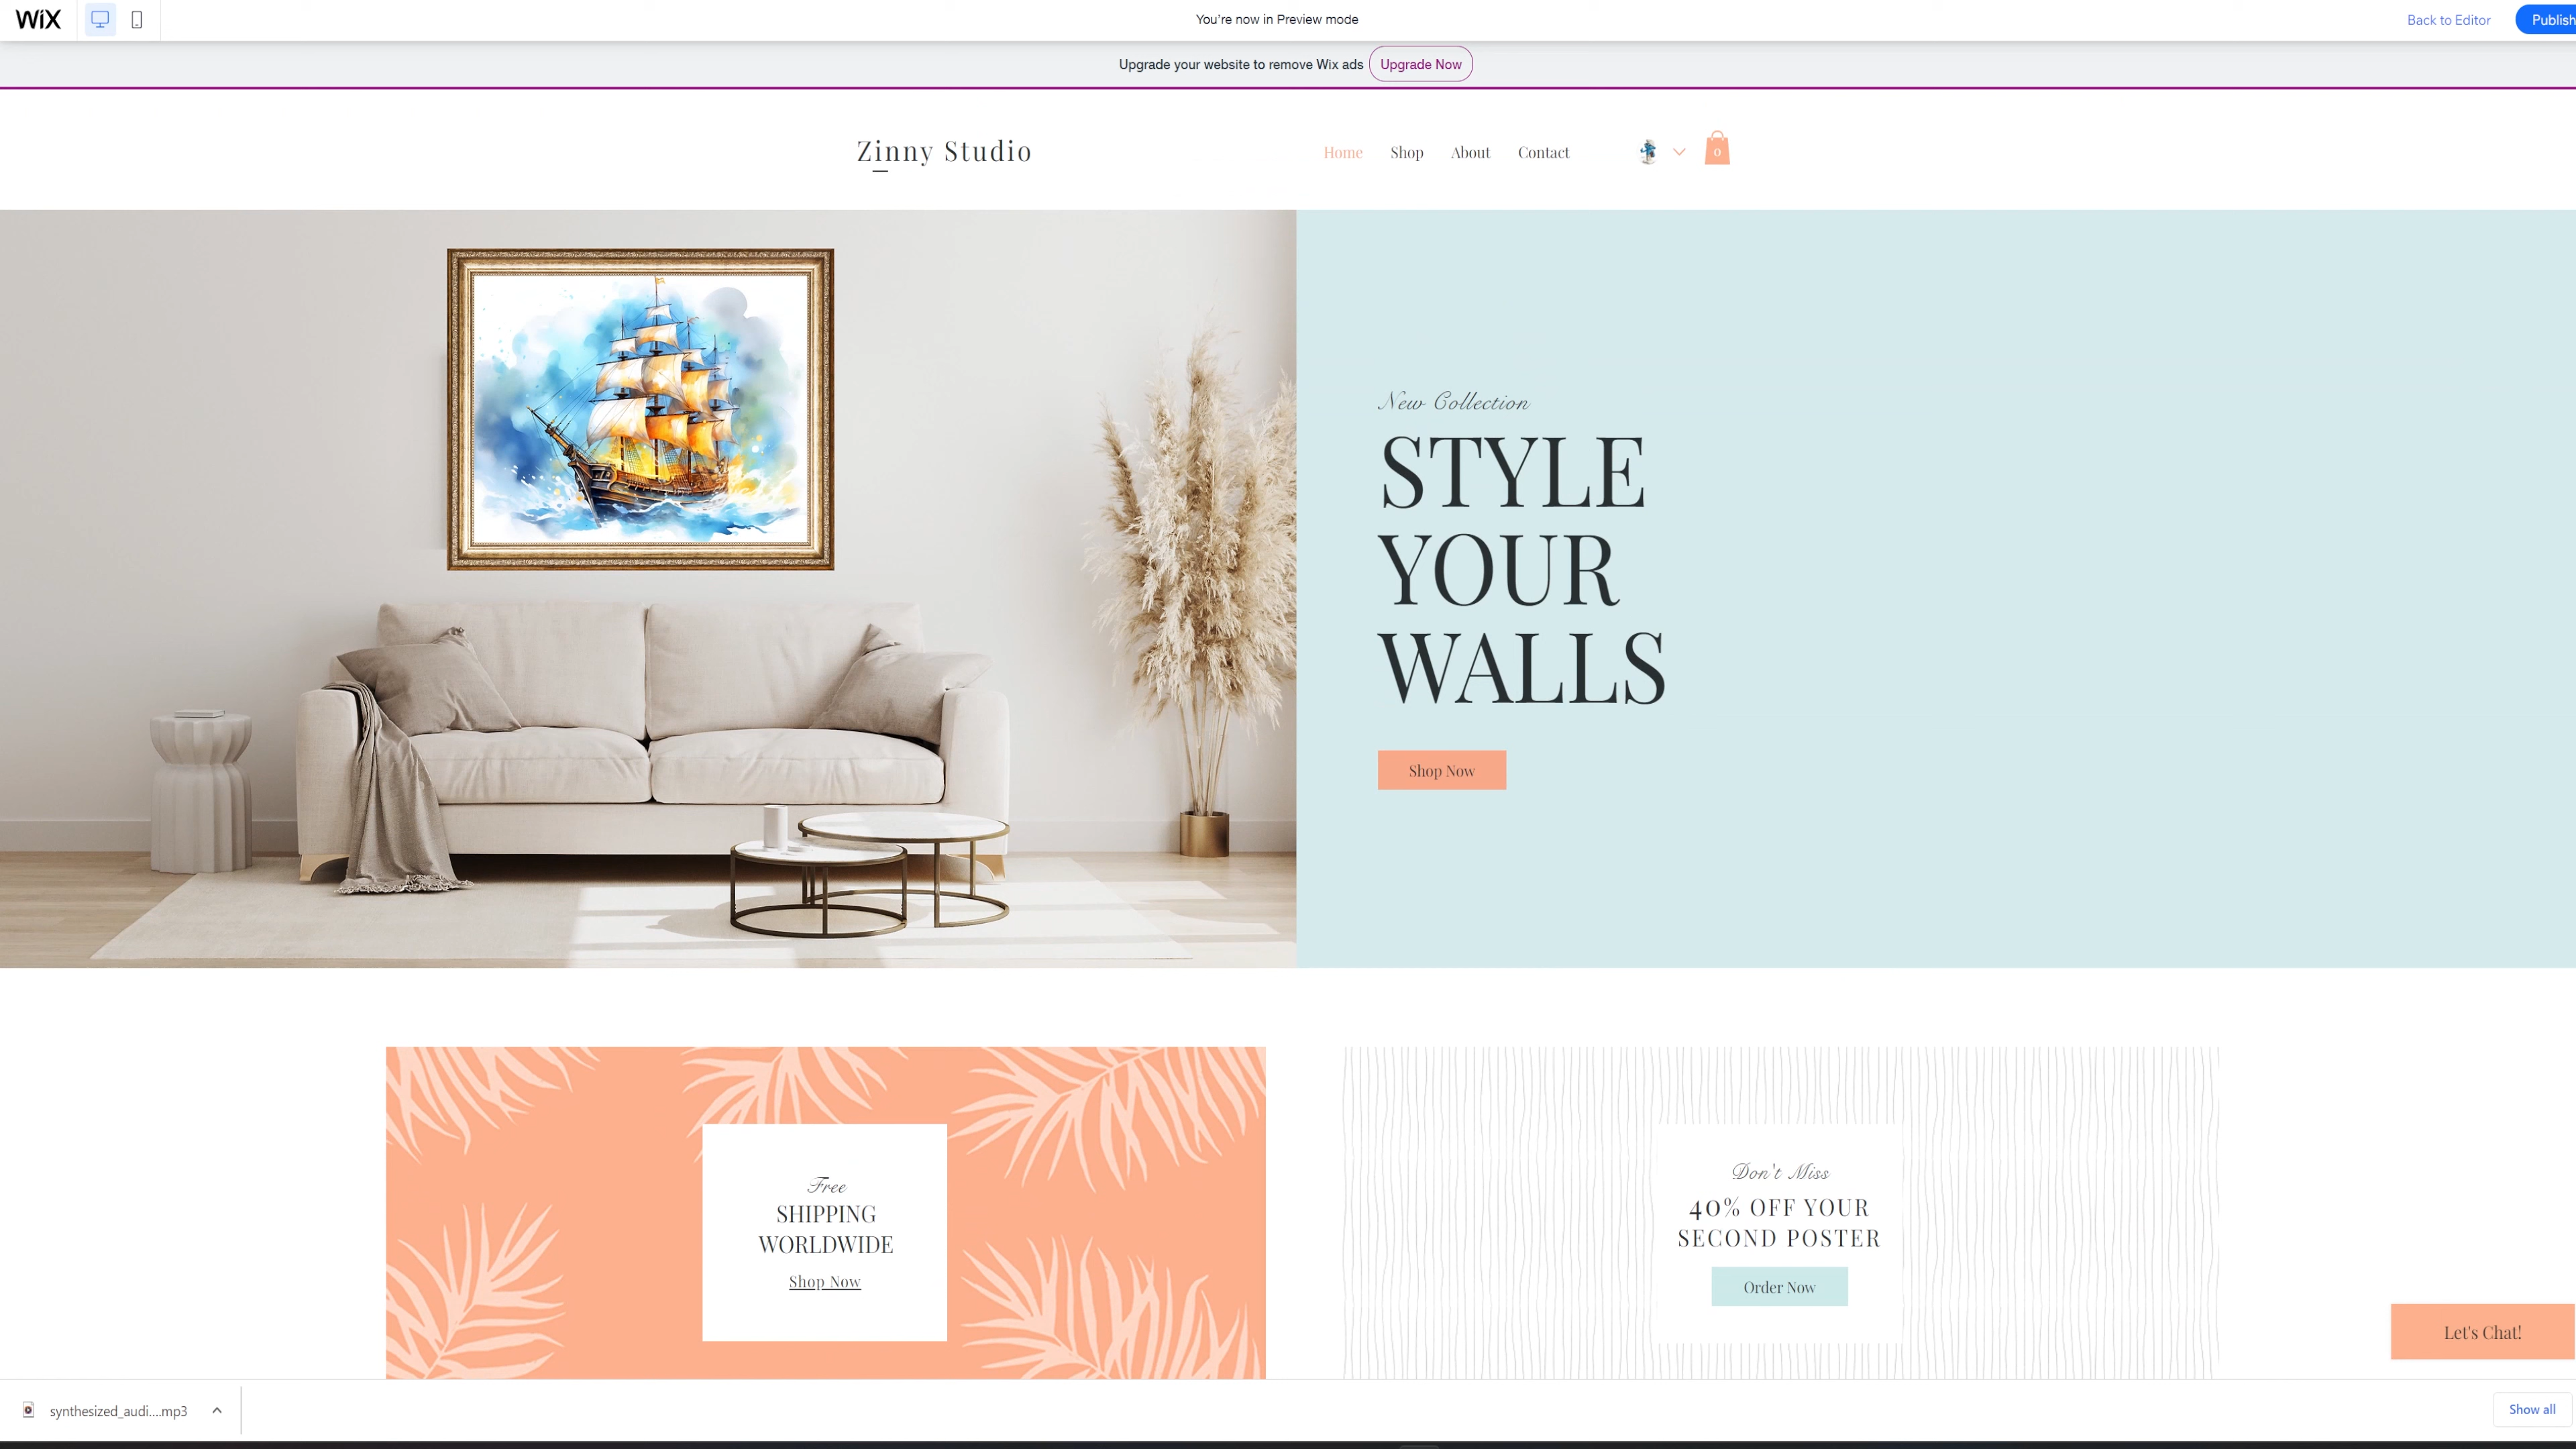 WiX
You're now in Preview mode
Back to Editor
Publish
Upgrade your website to remove Wix ads
Upgrade Now
Zinny Studio
Home
Shop
About
Contact
0
New Collection
STYLE
YOUR
WALLS
Shop Now
Free
SHIPPING
WORLDWIDE
Shop Now
Don't Miss
40% OFF YOUR
SECOND POSTER
Order Now
Let's Chat!
synthesized_audi....mp3
Show all